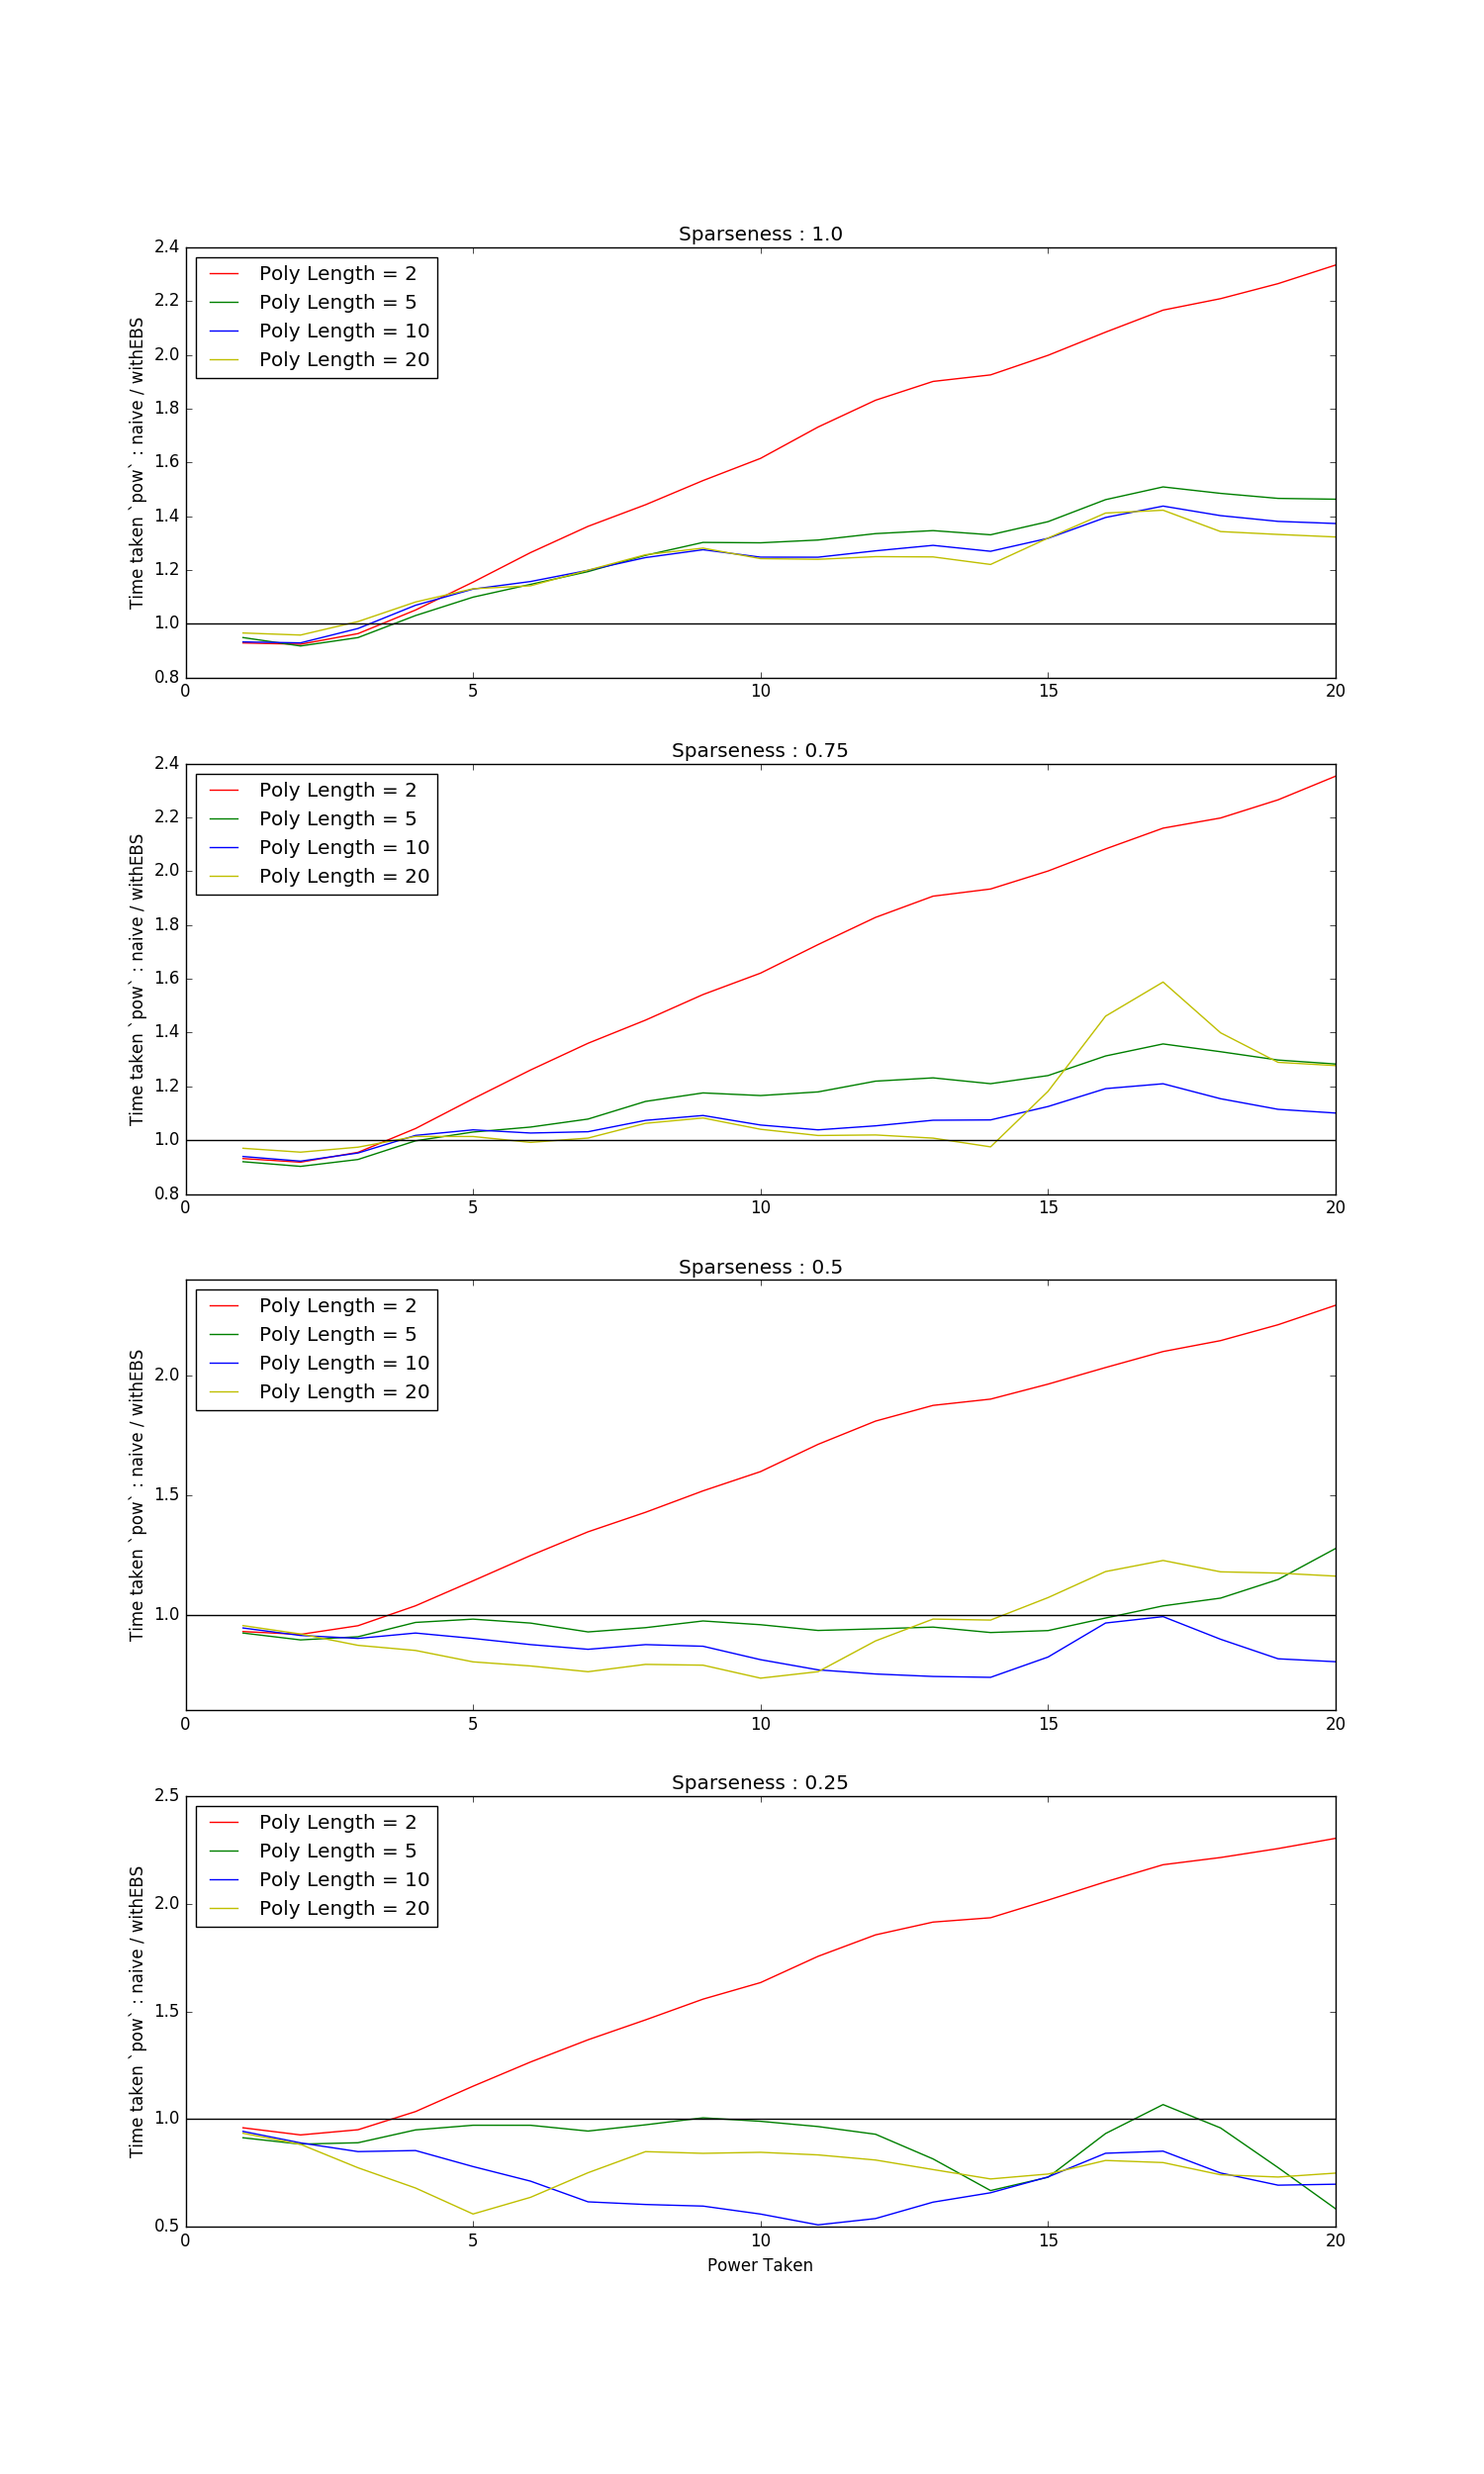 Sparseness : 1.0
2.4
2.2
2.0
1.8
1.6
1.4
1.2
1.0
0.8
Time taken `pow` : naive / withEBS
Poly Length = 2
Poly Length = 5
Poly Length = 10
Poly Length = 20
0 5 10 15 20
Sparseness : 0.75
2.4
2.2
2.0
1.8
1.6
1.4
1.2
1.0
0.8
Time taken `pow` : naive / withEBS
Poly Length = 2
Poly Length = 5
Poly Length = 10
Poly Length = 20
0 5 10 15 20
Sparseness : 0.5
2.0
1.5
1.0
Time taken `pow` : naive / withEBS
Poly Length = 2
Poly Length = 5
Poly Length = 10
Poly Length = 20
0 5 10 15 20
Sparseness : 0.25
2.5
2.0
1.5
1.0
0.5
Time taken `pow` : naive / withEBS
Poly Length = 2
Poly Length = 5
Poly Length = 10
Poly Length = 20
0 5 10 15 20
Power Taken